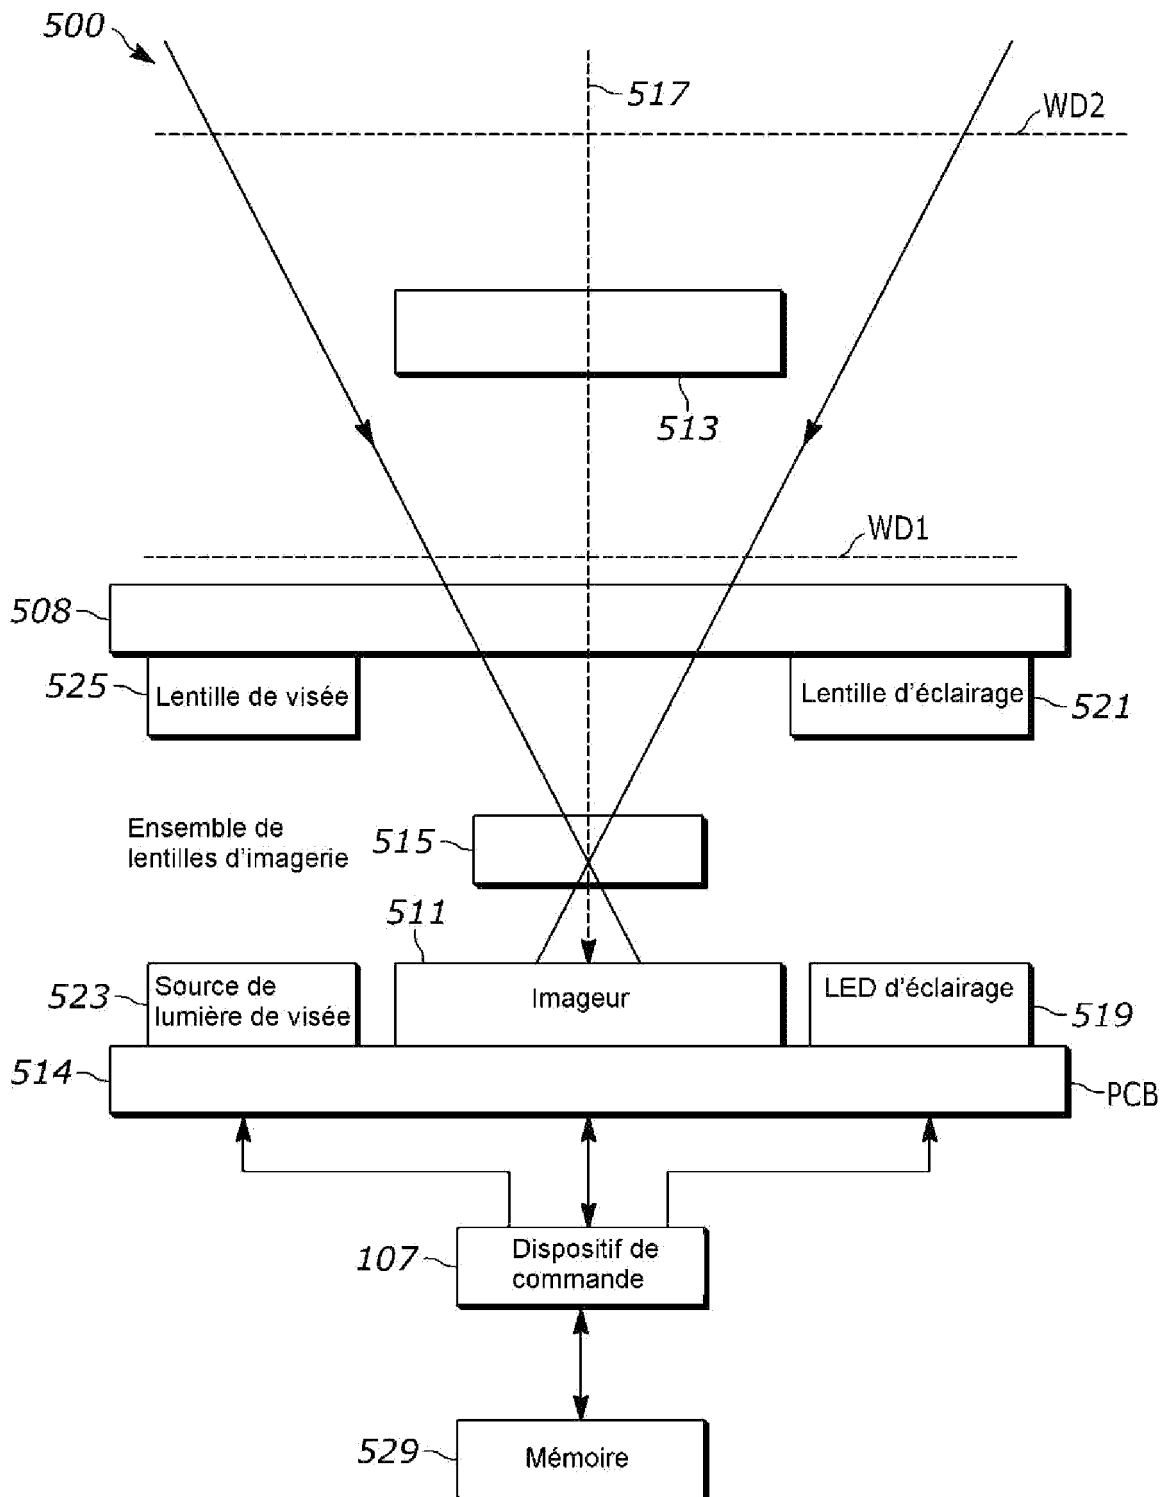 500
517
WD2
513
WD1
508
525
Lentille de visée
Lentille d'éclairage
521
Ensemble de
lentilles d'imagerie
515
511
523
Source de
lumière de visée
Imageur
LED d'éclairage
519
514
PCB
107
Dispositif de
commande
529
Mémoire